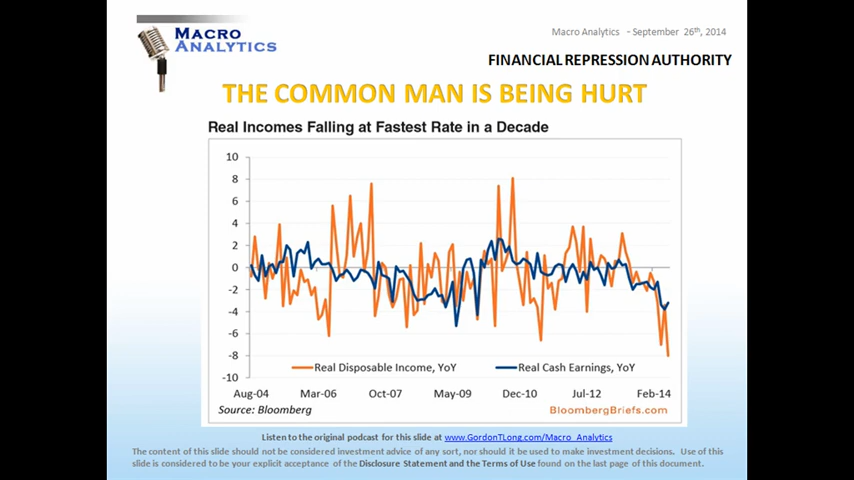 MACRO
ANALYTICS
Macro Analytics - September 26th, 2014
FINANCIAL REPRESSION AUTHORITY
THE COMMON MAN IS BEING HURT
Real Incomes Falling at Fastest Rate in a Decade
10
8
6
4
2
0
-2
-4
-6
-8
-10
Real Disposable Income, YoY
Real Cash Earnings, YoY
Aug-04 Mar-06 Oct-07 May-09 Dec-10 Jul-12 Feb-14
Source: Bloomberg
BloombergBriefs.com
Listen to the original podcast for this slide at www.GordonTLong.com/Macro_Analytics
The content of this slide should not be considered investment advice of any sort, nor should it be used to make investment decisions. Use of this
slide is considered to be your explicit acceptance of the Disclosure Statement and the Terms of Use found on the last page of this document.